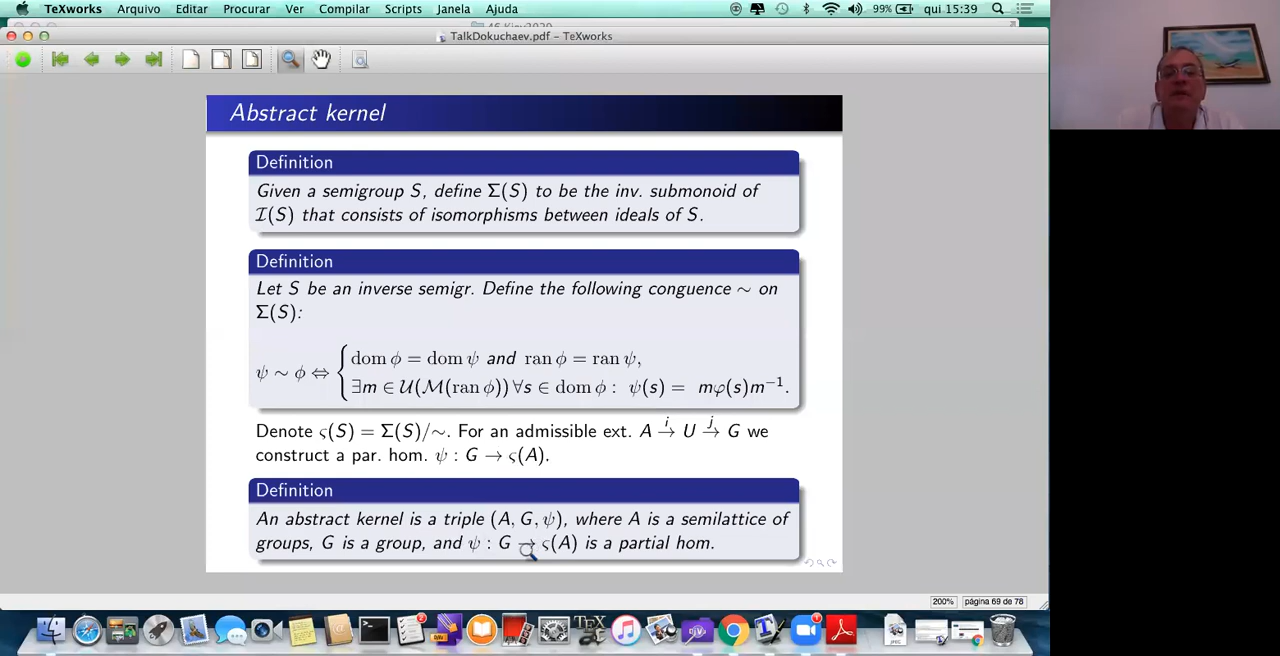 TeXworks Arquivo Editar Procurar Ver Compilar Scripts Janela Ajuda 99% qui 15:39
TalkDokuchaev.pdf – TeXworks
Abstract kernel
Definition
Given a semigroup S, define Σ(S) to be the inv. submonoid of
ℐ(S) that consists of isomorphisms between ideals of S.
Definition
Let S be an inverse semigr. Define the following conguence ∼ on
Σ(S):
ψ ∼ ϕ ⇔ { dom ϕ = dom ψ and ran ϕ = ran ψ,
∃m ∈ 𝒰(ℳ(ran ϕ)) ∀s ∈ dom ϕ : ψ(s) = mφ(s)m⁻¹.
Denote ς(S) = Σ(S)/∼. For an admissible ext. A →ⁱ U →ʲ G we
construct a par. hom. ψ : G → ς(A).
Definition
An abstract kernel is a triple (A, G, ψ), where A is a semilattice of
groups, G is a group, and ψ : G → ς(A) is a partial hom.
200% página 69 de 78